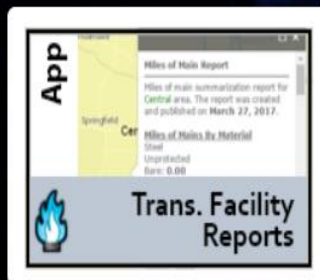 App
Miles of Main Report
Miles of main summarization report for
Central area. The report was created
and published on March 27, 2017.
Springfield
Cer
Miles of Mains By Material
Steel
Unprotected
Bare: 0.00
Trans. Facility
Reports